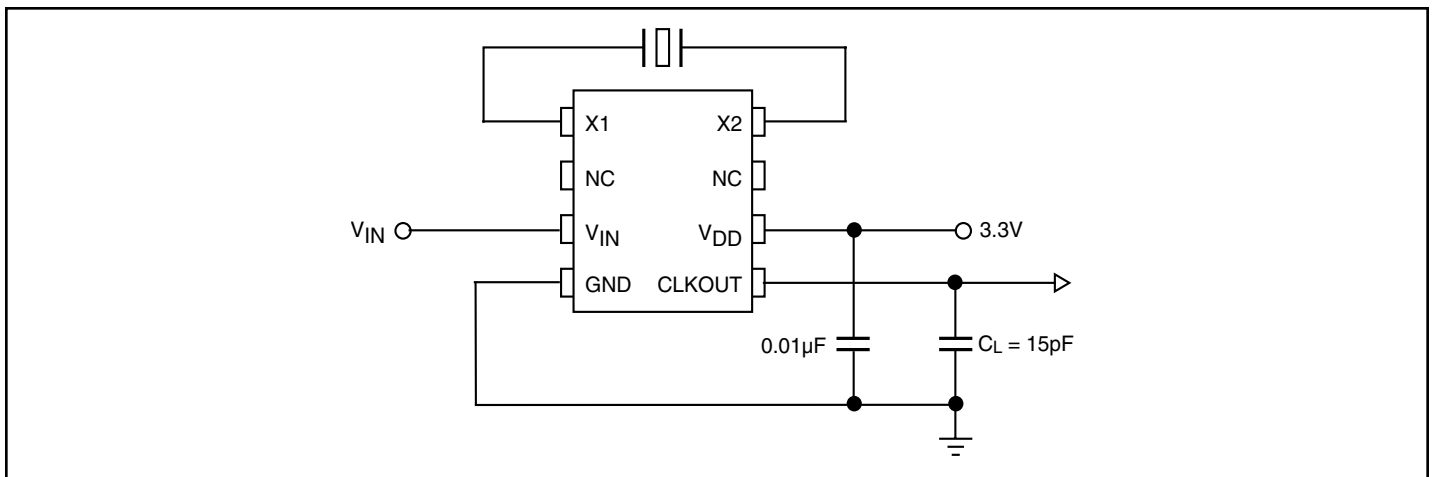 X1 X2
NC NC
VIN VIN VDD 3.3V
GND CLKOUT
0.01µF CL = 15pF